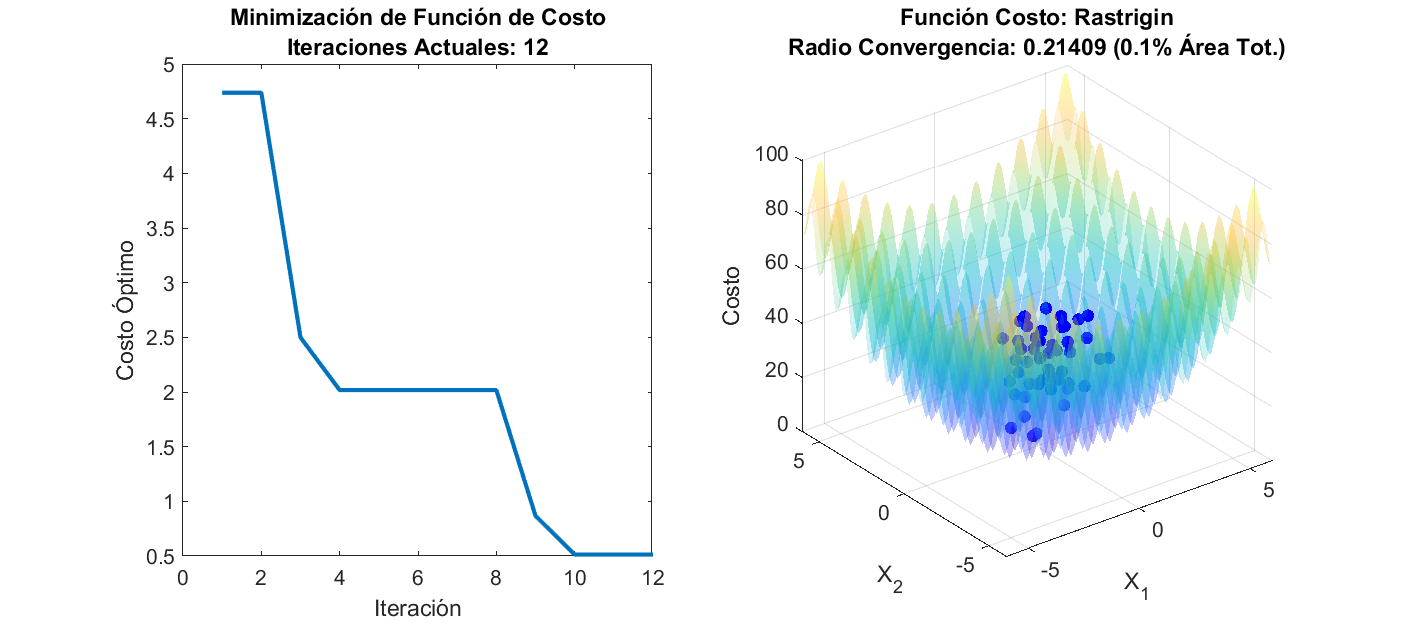 Minimización de Función de Costo
Iteraciones Actuales: 12
5
4.5
4
3.5
3
2.5
2
1.5
1
0.5
Costo Óptimo
0 2 4 6 8 10 12
Iteración
Función Costo: Rastrigin
Radio Convergencia: 0.21409 (0.1% Área Tot.)
100
80
60
40
20
0
Costo
5
0
-5
X2
-5
0
5
X1